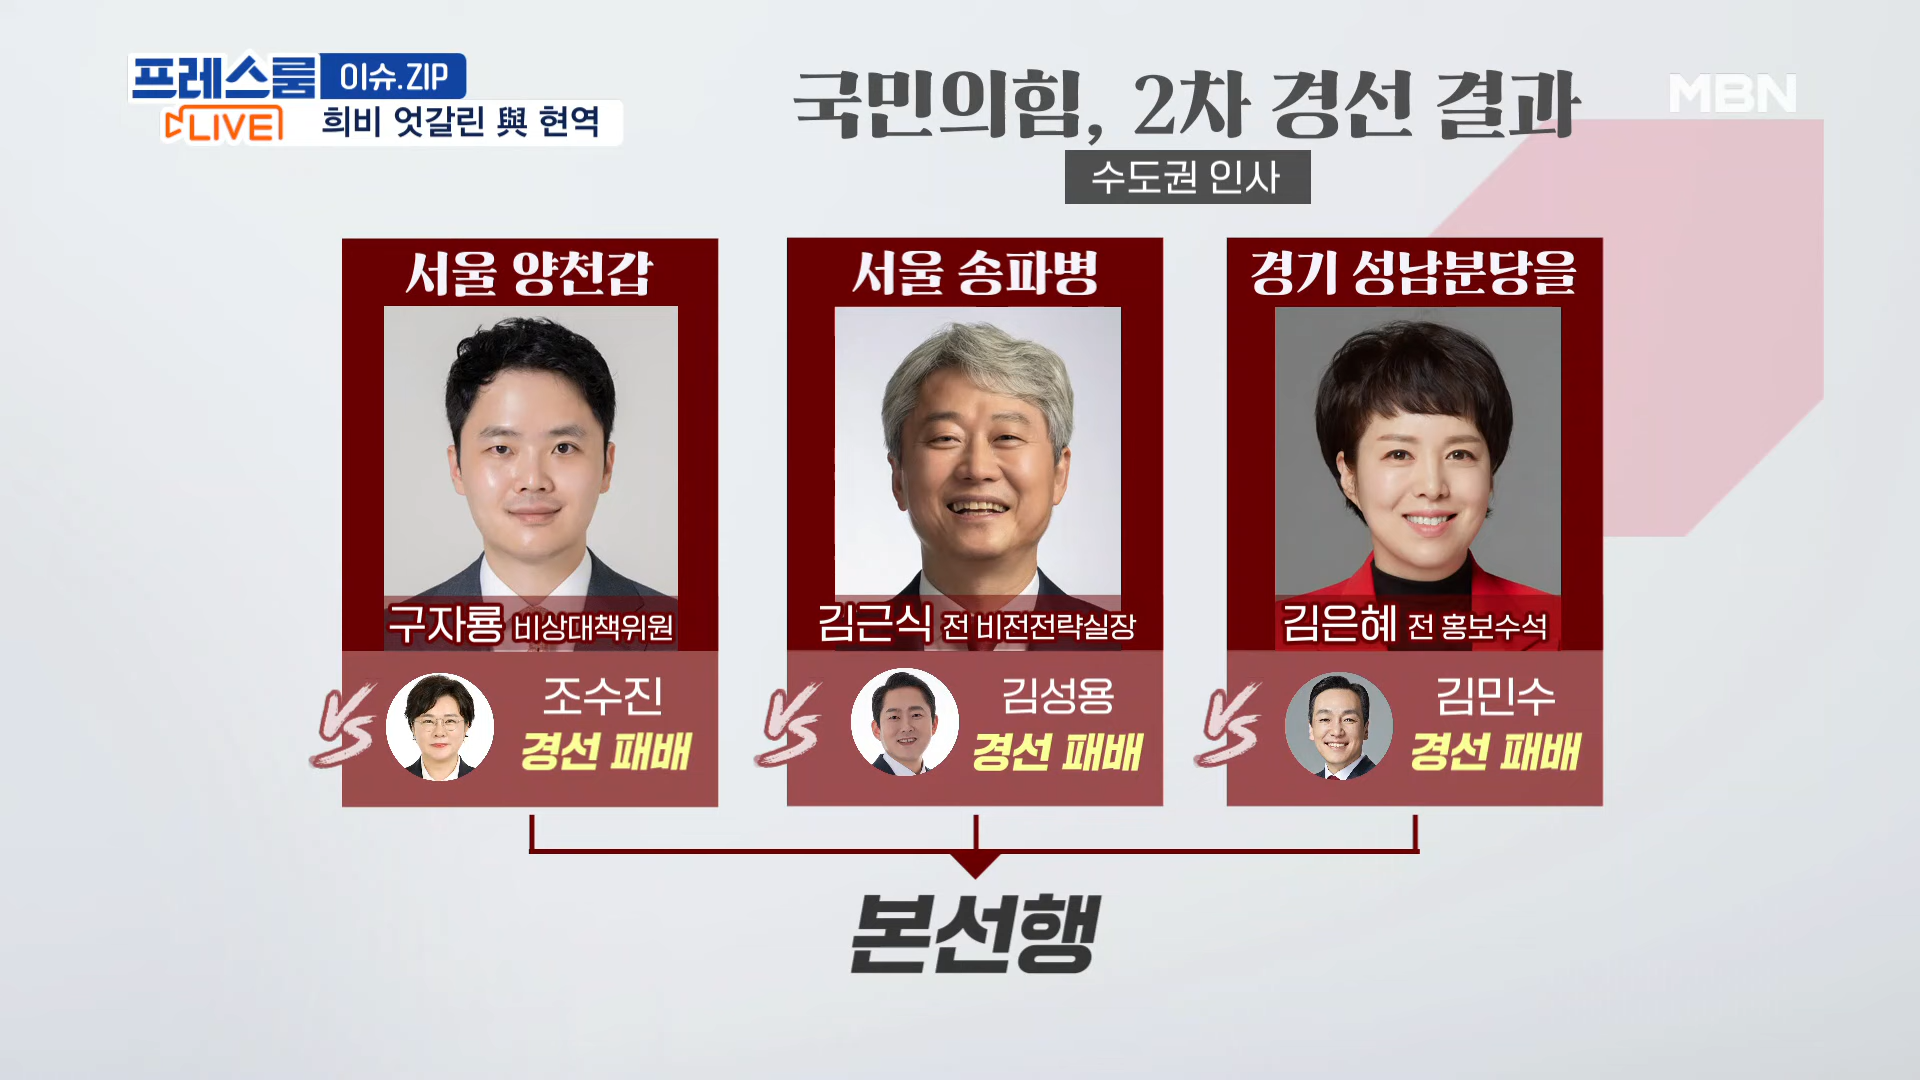 프레스룸 이슈.ZIP
LIVE 희비 엇갈린 與 현역
국민의힘, 2차 경선 결과
MBN
수도권 인사
서울 양천갑
구자룡 비상대책위원
VS 조수진
경선 패배
서울 송파병
김근식 전 비전전략실장
VS 김성용
경선 패배
경기 성남분당을
김은혜 전 홍보수석
VS 김민수
경선 패배
본선행